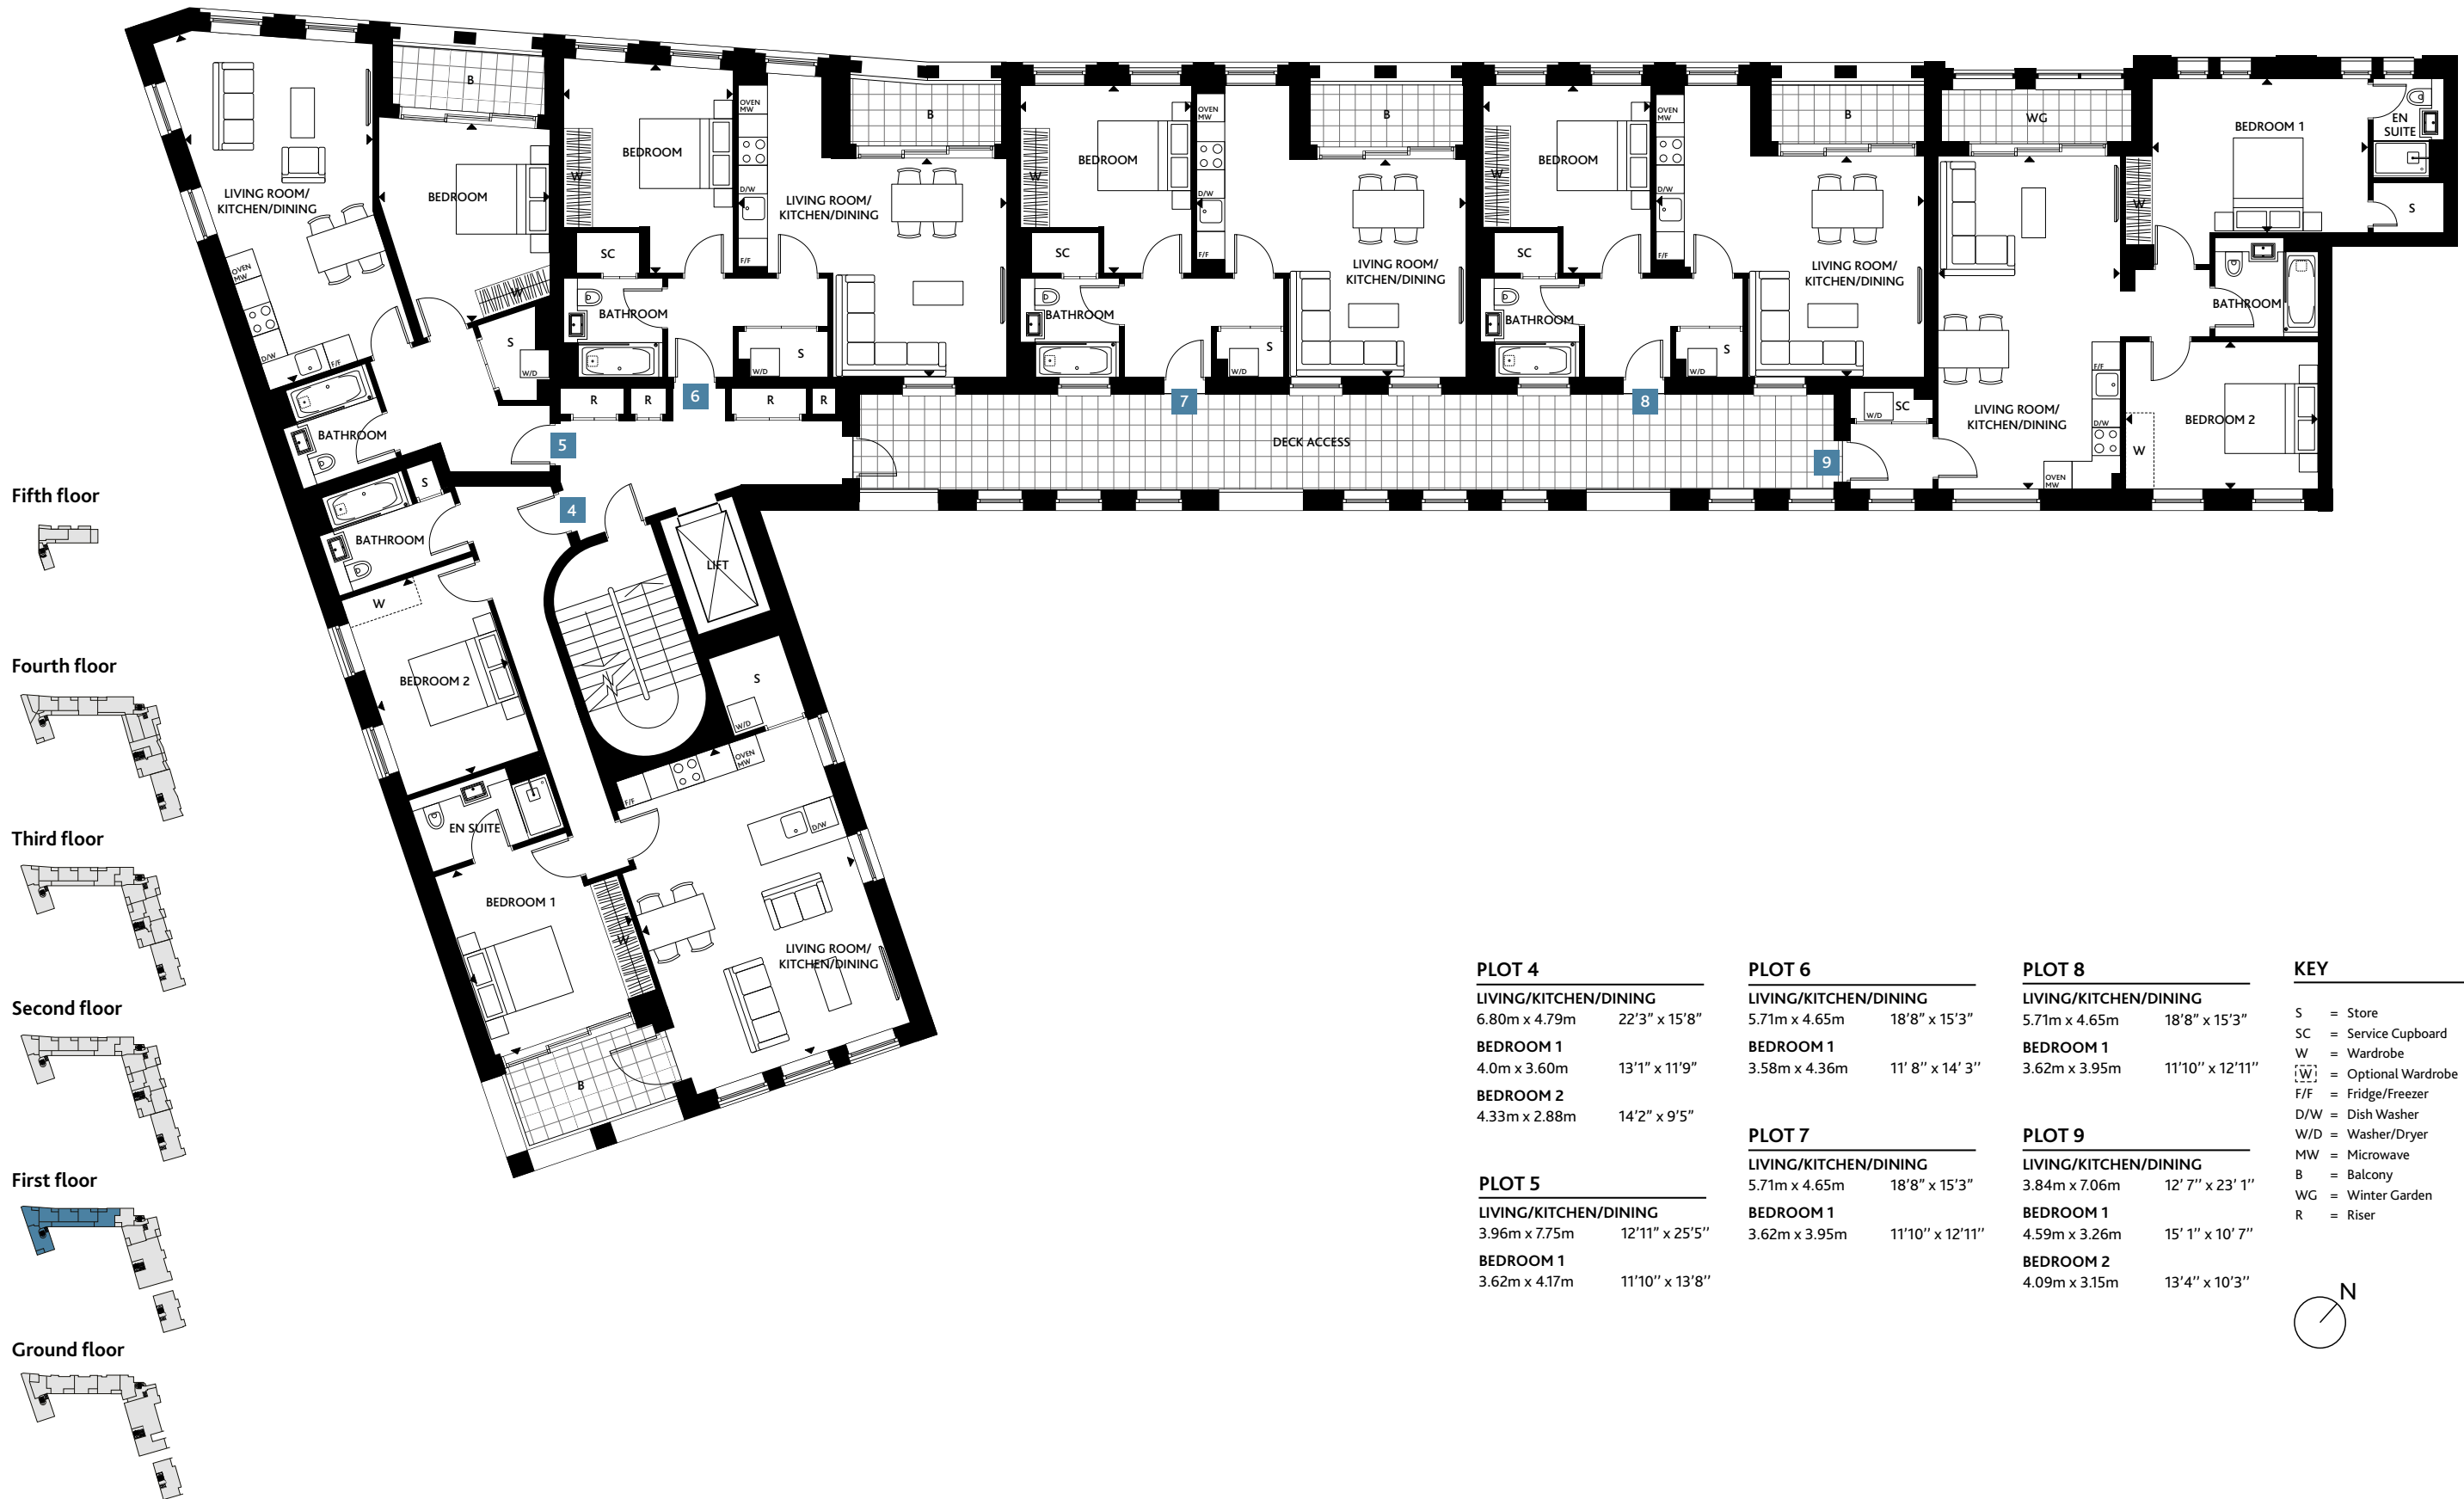 B
LIVING ROOM/
KITCHEN/DINING
BEDROOM
W
OVEN
MW
D/W
F/F
S
W/D
BATHROOM
BEDROOM
W
SC
BATHROOM
OVEN
MW
D/W
F/F
LIVING ROOM/
KITCHEN/DINING
B
S
W/D
R
R
R
R
6
5
4
BEDROOM
W
SC
BATHROOM
OVEN
MW
D/W
F/F
B
LIVING ROOM/
KITCHEN/DINING
S
W/D
7
BEDROOM
W
SC
BATHROOM
OVEN
MW
D/W
F/F
B
LIVING ROOM/
KITCHEN/DINING
S
W/D
8
DECK ACCESS
9
WG
BEDROOM 1
EN
SUITE
S
W
BATHROOM
W/D
SC
LIVING ROOM/
KITCHEN/DINING
F/F
D/W
OVEN
MW
BEDROOM 2
W
S
BATHROOM
W
BEDROOM 2
LIFT
S
W/D
OVEN
MW
F/F
D/W
EN SUITE
BEDROOM 1
W
LIVING ROOM/
KITCHEN/DINING
B
Fifth floor
Fourth floor
Third floor
Second floor
First floor
Ground floor
PLOT 4
LIVING/KITCHEN/DINING
6.80m x 4.79m 22'3" x 15'8"
BEDROOM 1
4.0m x 3.60m 13'1" x 11'9"
BEDROOM 2
4.33m x 2.88m 14'2" x 9'5"
PLOT 5
LIVING/KITCHEN/DINING
3.96m x 7.75m 12'11" x 25'5''
BEDROOM 1
3.62m x 4.17m 11'10'' x 13'8''
PLOT 6
LIVING/KITCHEN/DINING
5.71m x 4.65m 18'8" x 15'3"
BEDROOM 1
3.58m x 4.36m 11' 8'' x 14' 3''
PLOT 7
LIVING/KITCHEN/DINING
5.71m x 4.65m 18'8" x 15'3"
BEDROOM 1
3.62m x 3.95m 11'10'' x 12'11''
PLOT 8
LIVING/KITCHEN/DINING
5.71m x 4.65m 18'8" x 15'3"
BEDROOM 1
3.62m x 3.95m 11'10'' x 12'11''
PLOT 9
LIVING/KITCHEN/DINING
3.84m x 7.06m 12' 7'' x 23' 1''
BEDROOM 1
4.59m x 3.26m 15' 1'' x 10' 7''
BEDROOM 2
4.09m x 3.15m 13'4'' x 10'3''
KEY
S = Store
SC = Service Cupboard
W = Wardrobe
W = Optional Wardrobe
F/F = Fridge/Freezer
D/W = Dish Washer
W/D = Washer/Dryer
MW = Microwave
B = Balcony
WG = Winter Garden
R = Riser
N